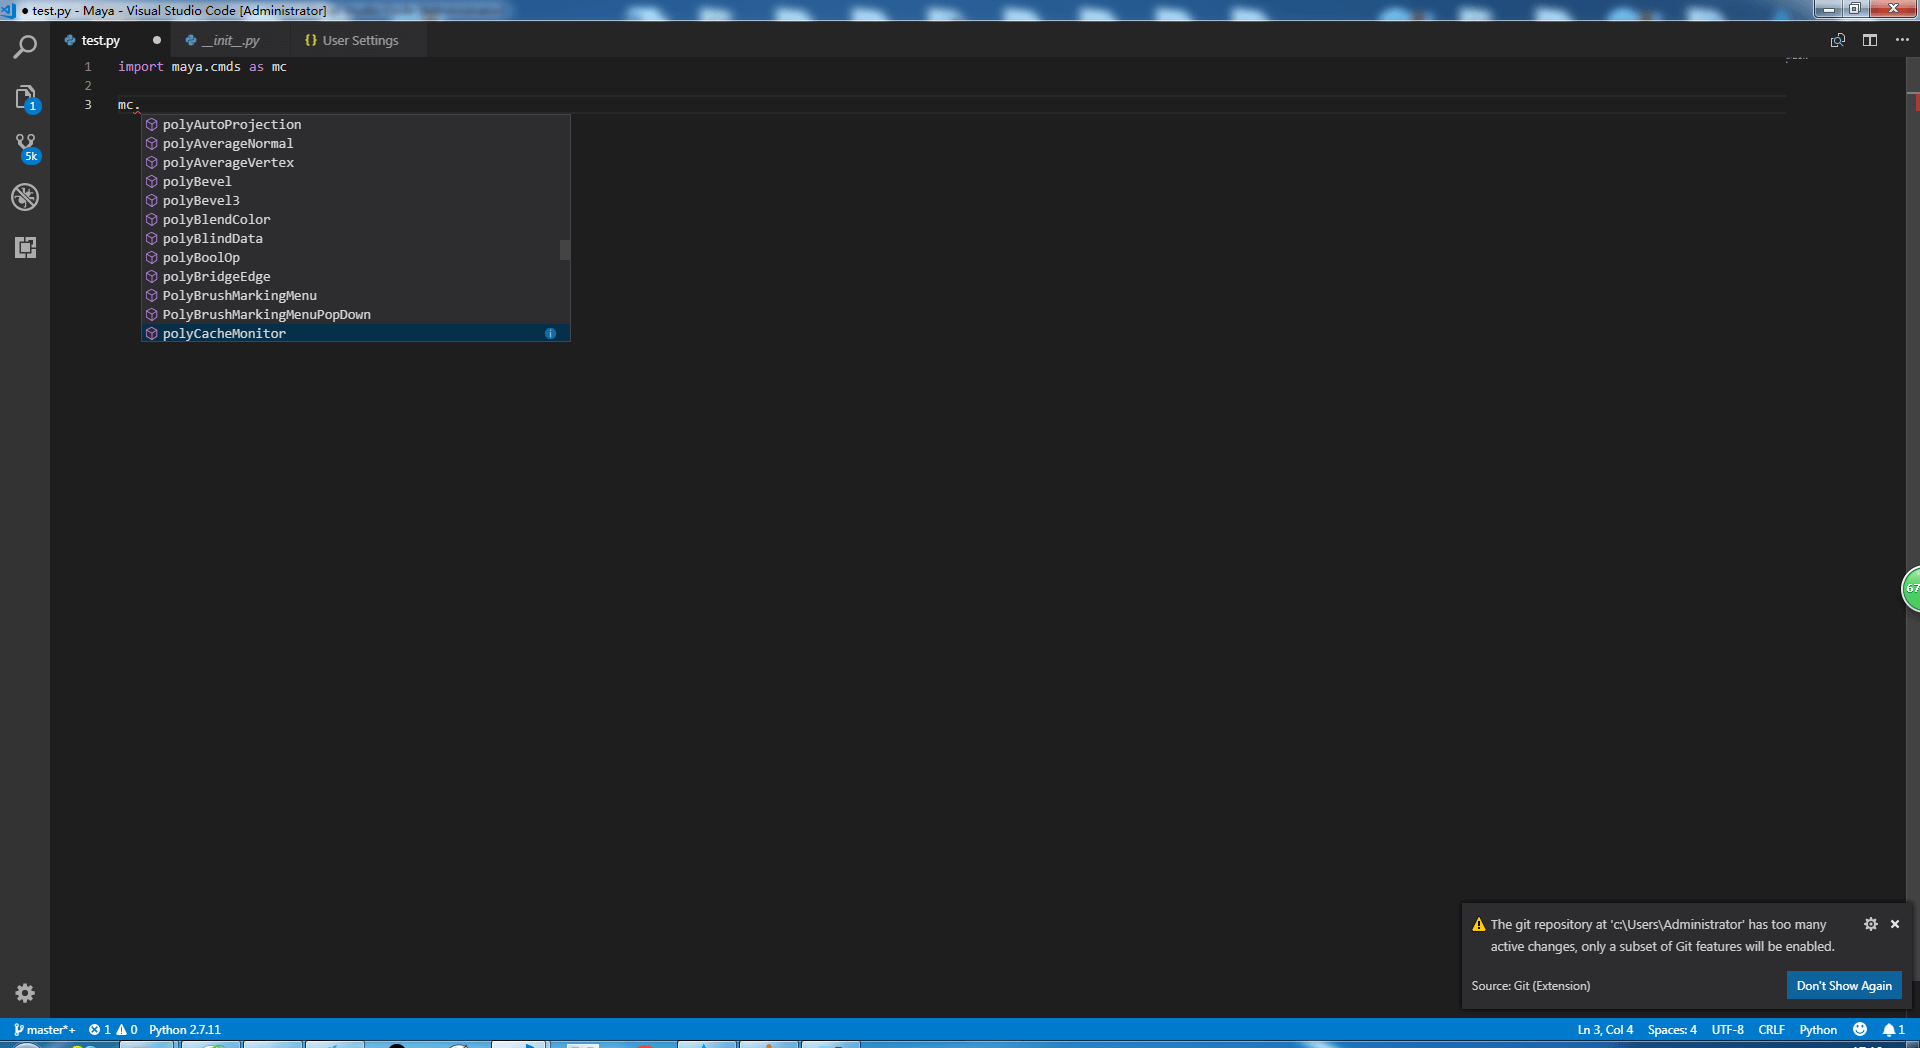 ● test.py - Maya - Visual Studio Code [Administrator]
test.py ●
__init__.py
{} User Settings
1 import maya.cmds as mc
2
3 mc.
polyAutoProjection
polyAverageNormal
polyAverageVertex
polyBevel
polyBevel3
polyBlendColor
polyBlindData
polyBoolOp
polyBridgeEdge
PolyBrushMarkingMenu
PolyBrushMarkingMenuPopDown
polyCacheMonitor
1
5k
67
The git repository at 'c:\Users\Administrator' has too many
active changes, only a subset of Git features will be enabled.
Source: Git (Extension)
Don't Show Again
master*+ 1 0 Python 2.7.11
Ln 3, Col 4 Spaces: 4 UTF-8 CRLF Python 1